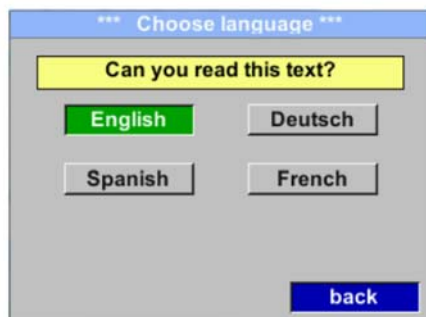 *** Choose language ***
Can you read this text?
English Deutsch
Spanish French
back